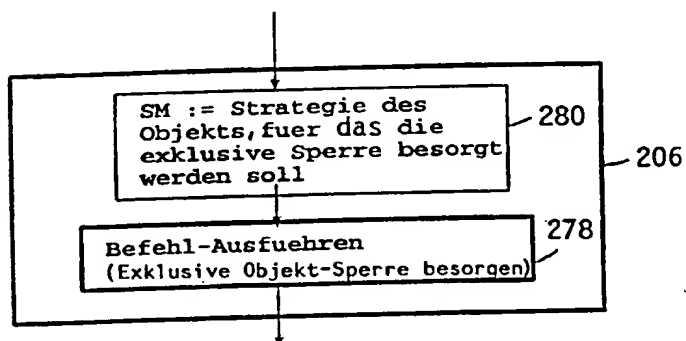 SM := Strategie des
Objekts, fuer das die
exklusive Sperre besorgt
werden soll
280
206
Befehl-Ausfuehren
(Exklusive Objekt-Sperre besorgen)
278